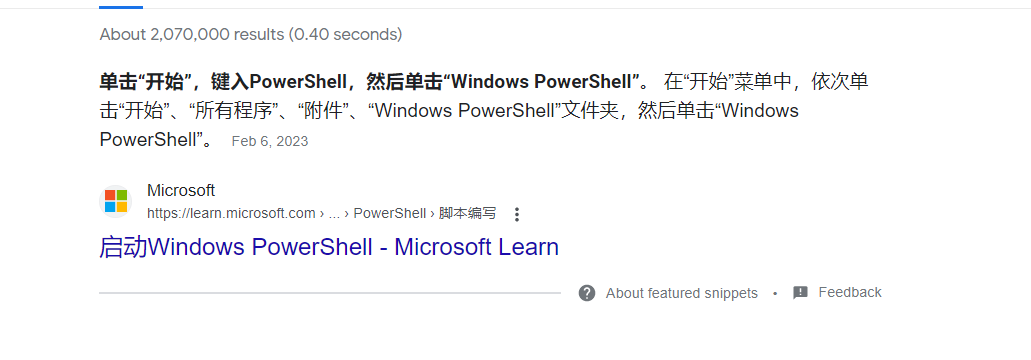 About 2,070,000 results (0.40 seconds)
单击“开始”，键入PowerShell，然后单击“Windows PowerShell”。 在“开始”菜单中，依次单
击“开始”、“所有程序”、“附件”、“Windows PowerShell”文件夹，然后单击“Windows
PowerShell”。 Feb 6, 2023
Microsoft
https://learn.microsoft.com › ... › PowerShell › 脚本编写
启动Windows PowerShell - Microsoft Learn
About featured snippets • Feedback